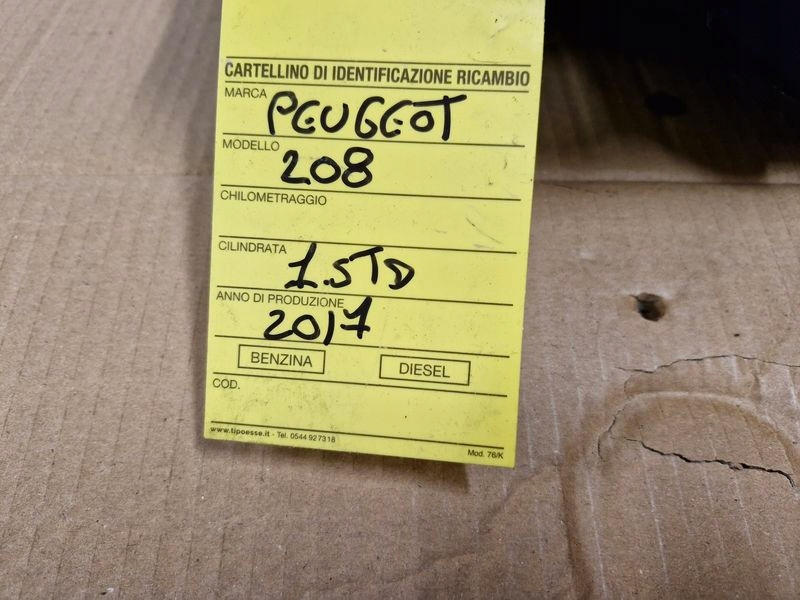 CARTELLINO DI IDENTIFICAZIONE RICAMBIO
MARCA PEUGEOT
MODELLO 208
CHILOMETRAGGIO
CILINDRATA 1.5TD
ANNO DI PRODUZIONE 2017
BENZINA DIESEL
COD.
www.tipoesse.it - Tel. 0544 927318 Mod. 76/K